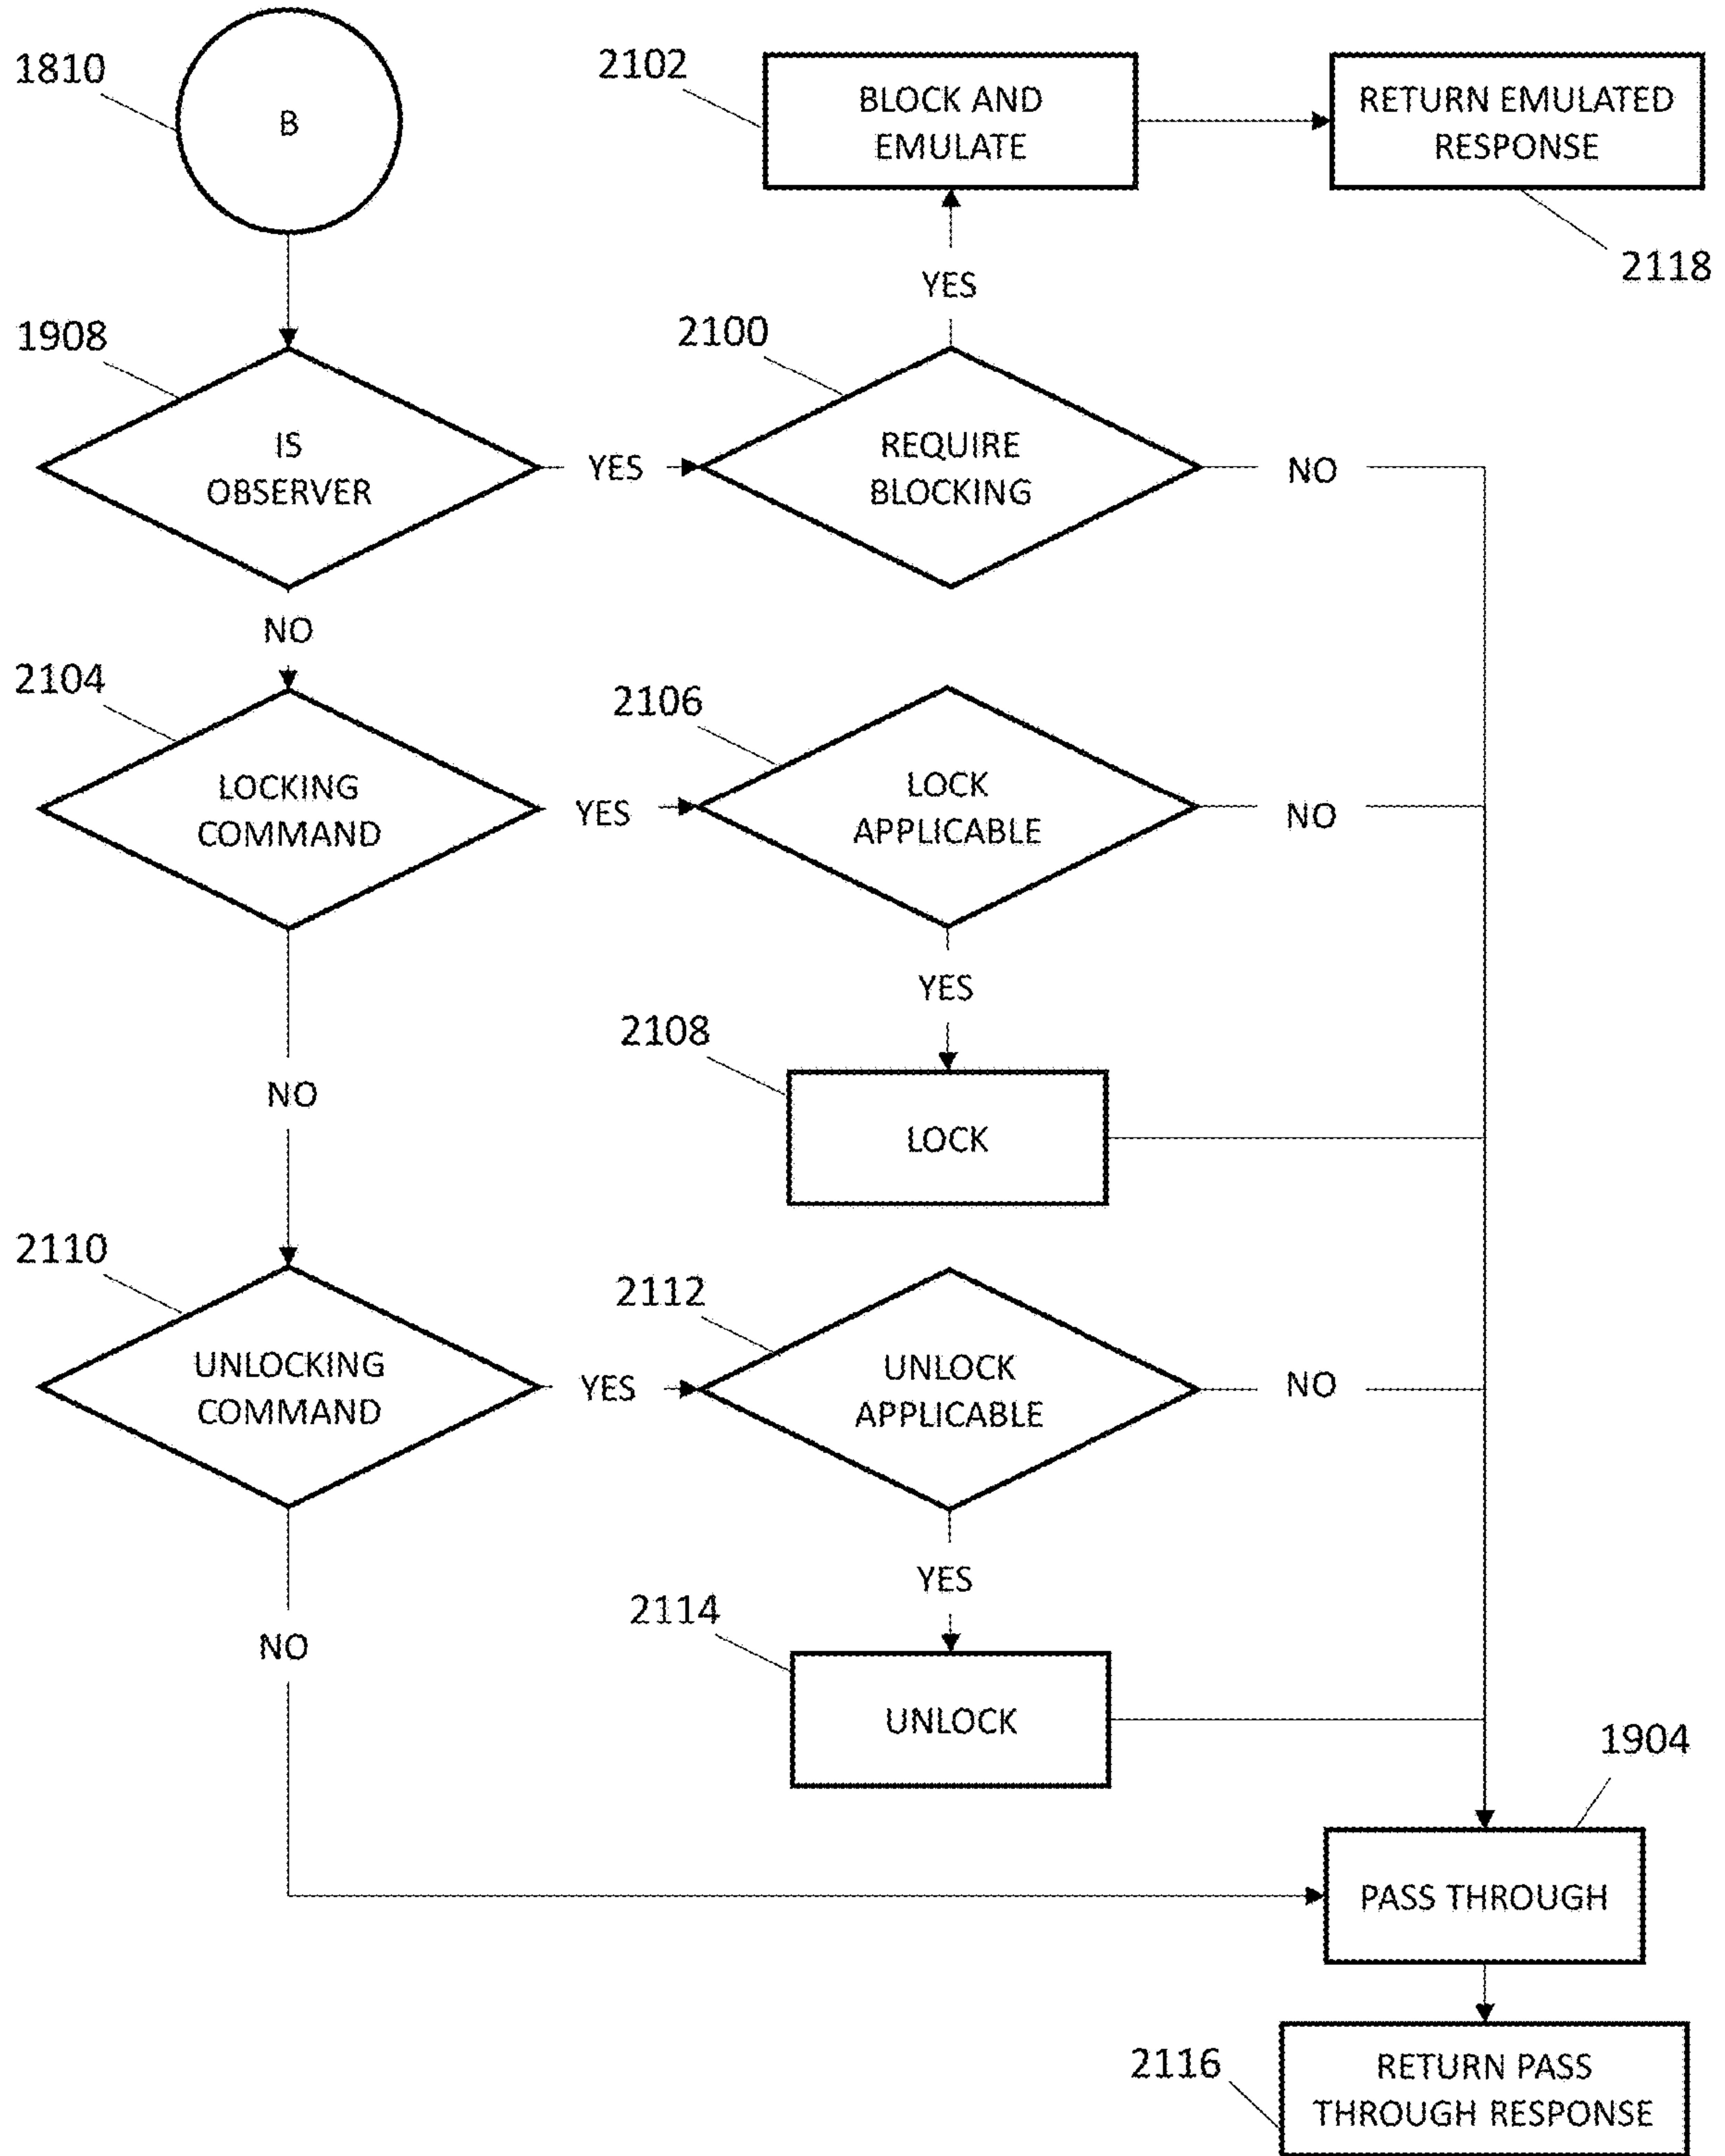 1810
B
2102
BLOCK AND
EMULATE
RETURN EMULATED
RESPONSE
2118
YES
1908
IS
OBSERVER
YES
2100
REQUIRE
BLOCKING
NO
NO
2104
LOCKING
COMMAND
YES
2106
LOCK
APPLICABLE
NO
YES
2108
LOCK
NO
2110
UNLOCKING
COMMAND
YES
2112
UNLOCK
APPLICABLE
NO
YES
2114
UNLOCK
NO
1904
PASS THROUGH
2116
RETURN PASS
THROUGH RESPONSE